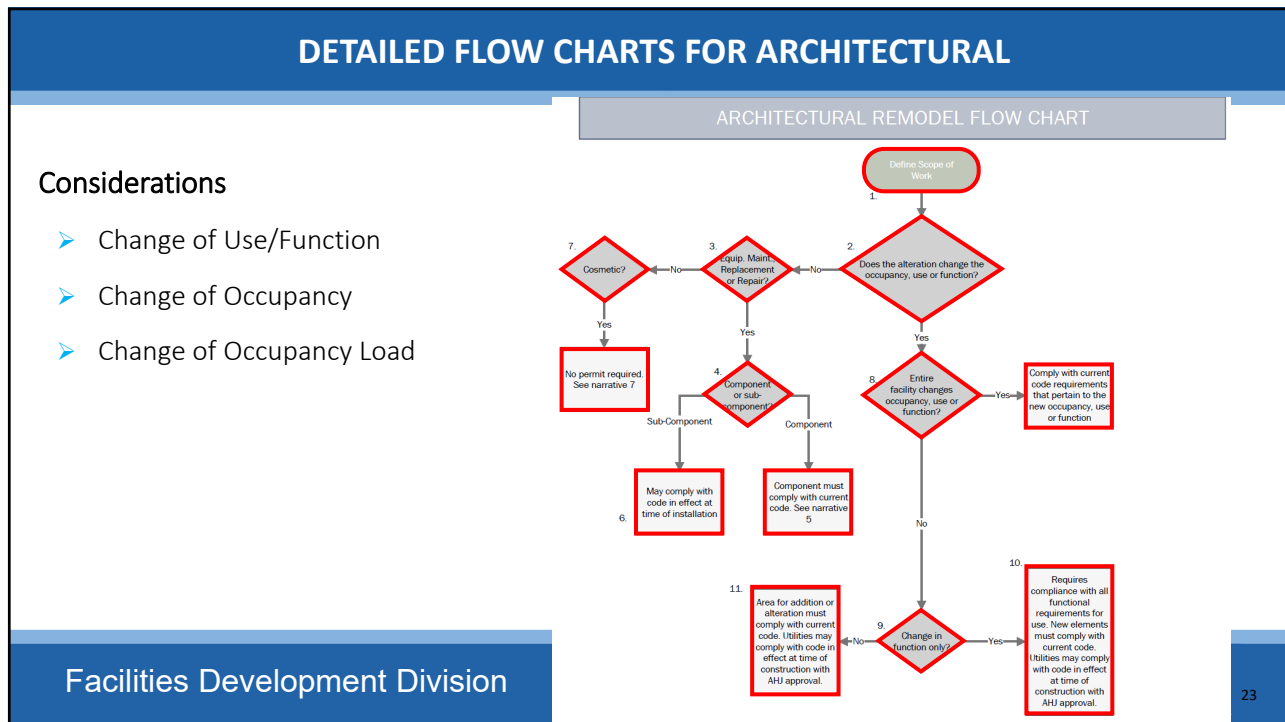 DETAILED FLOW CHARTS FOR ARCHITECTURAL
Considerations
Change of Use/Function
Change of Occupancy
Change of Occupancy Load
ARCHITECTURAL REMODEL FLOW CHART
Define Scope of
Work
1.
2.
Does the alteration change the
occupancy, use or function?
No
3.
Equip. Maint.,
Replacement
or Repair?
No
7.
Cosmetic?
Yes
No permit required.
See narrative 7
Yes
4.
Component
or sub-
component?
Sub-Component
Component
6.
May comply with
code in effect at
time of installation
Component must
comply with current
code. See narrative
5
Yes
8.
Entire
facility changes
occupancy, use or
function?
Yes
Comply with current
code requirements
that pertain to the
new occupancy, use
or function
No
9.
Change in
function only?
Yes
10.
Requires
compliance with all
functional
requirements for
use. New elements
must comply with
current code.
Utilities may comply
with code in effect
at time of
construction with
AHJ approval.
No
11.
Area for addition or
alteration must
comply with current
code. Utilities may
comply with code in
effect at time of
construction with
AHJ approval.
Facilities Development Division
23